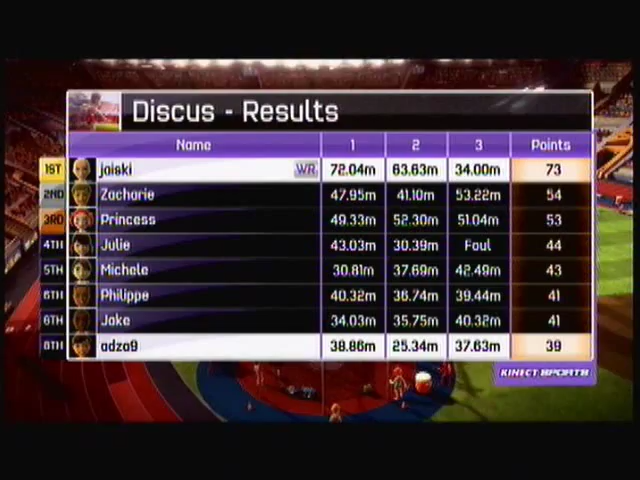 Discus - Results
Name 1 2 3 Points
1ST jaiski WR 72.04m 63.63m 34.00m 73
2ND Zacharie 47.95m 41.10m 53.22m 54
3RD Princess 49.33m 52.30m 51.04m 53
4TH Julie 43.03m 30.39m Foul 44
5TH Michele 30.81m 37.69m 42.49m 43
6TH Philippe 40.32m 36.74m 39.44m 41
6TH Jake 34.03m 35.75m 40.32m 41
8TH adza9 38.86m 25.34m 37.63m 39
KINECT SPORTS